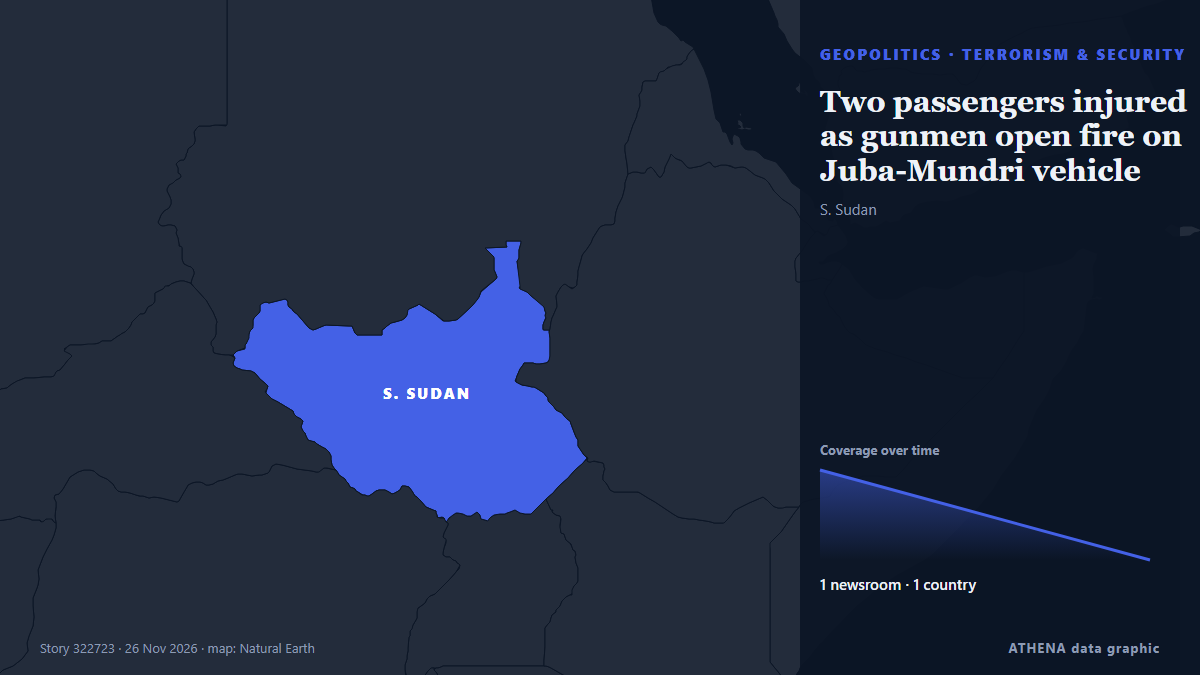 GEOPOLITICS · TERRORISM & SECURITY
Two passengers injured
as gunmen open fire on
Juba-Mundri vehicle
S. Sudan
S. SUDAN
Coverage over time
1 newsroom · 1 country
Story 322723 · 26 Nov 2026 · map: Natural Earth
ATHENA data graphic